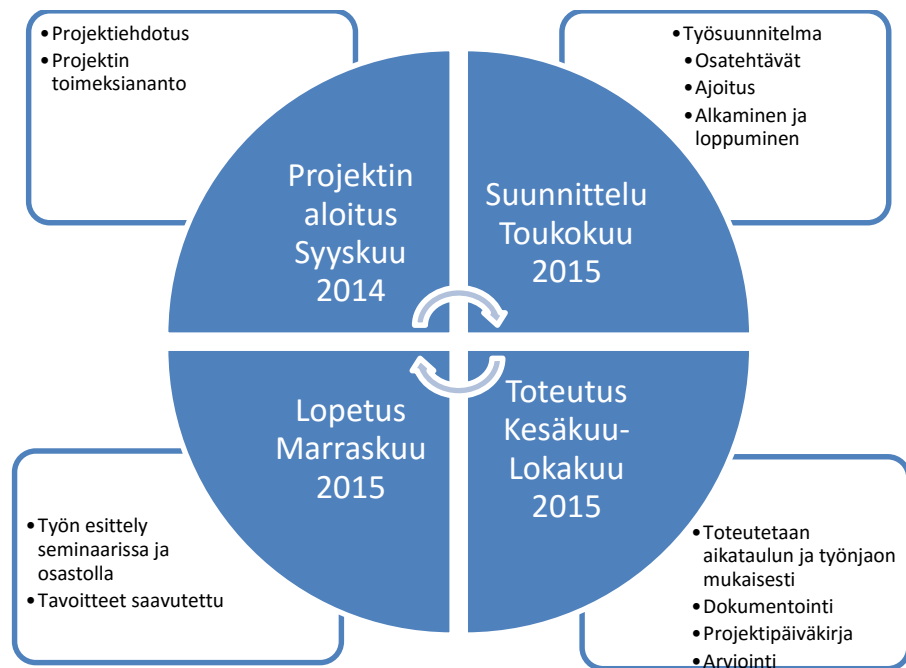 •Projektiehdotus
•Projektin
toimeksiananto
•Työsuunnitelma
•Osatehtävät
•Ajoitus
•Alkaminen ja
loppuminen
Projektin
aloitus
Syyskuu
2014
Suunnittelu
Toukokuu
2015
Lopetus
Marraskuu
2015
Toteutus
Kesäkuu-
Lokakuu
2015
•Työn esittely
seminaarissa ja
osastolla
•Tavoitteet saavutettu
•Toteutetaan
aikataulun ja työnjaon
mukaisesti
•Dokumentointi
•Projektipäiväkirja
•Arviointi